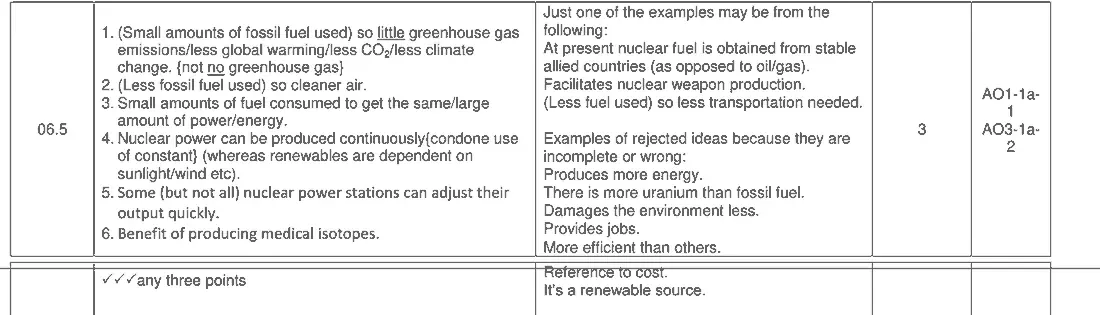 06.5
1. (Small amounts of fossil fuel used) so little greenhouse gas
emissions/less global warming/less CO₂/less climate
change. {not no greenhouse gas}
2. (Less fossil fuel used) so cleaner air.
3. Small amounts of fuel consumed to get the same/large
amount of power/energy.
4. Nuclear power can be produced continuously{condone use
of constant} (whereas renewables are dependent on
sunlight/wind etc).
5. Some (but not all) nuclear power stations can adjust their
output quickly.
6. Benefit of producing medical isotopes.
Just one of the examples may be from the
following:
At present nuclear fuel is obtained from stable
allied countries (as opposed to oil/gas).
Facilitates nuclear weapon production.
(Less fuel used) so less transportation needed.
Examples of rejected ideas because they are
incomplete or wrong:
Produces more energy.
There is more uranium than fossil fuel.
Damages the environment less.
Provides jobs.
More efficient than others.
3
AO1-1a-
1
AO3-1a-
2
✓✓✓any three points
Reference to cost.
It's a renewable source.